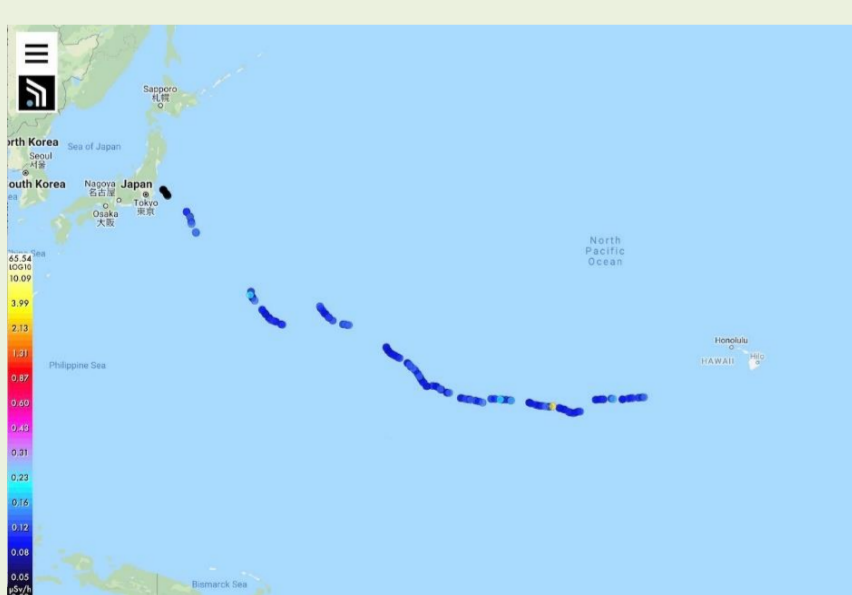 Sapporo
札幌
orth Korea
Sea of Japan
Seoul
서울
outh Korea
Nagoya
名古屋
Japan
Tokyo
東京
Osaka
大阪
ea
hina Sea
North
Pacific
Ocean
65.54
LOG10
10.09
3.99
2.13
1.31
0.87
0.60
0.43
0.31
0.23
0.16
0.12
0.08
0.05
µSv/h
Honolulu
HAWAII
Hilo
Philippine Sea
Bismarck Sea